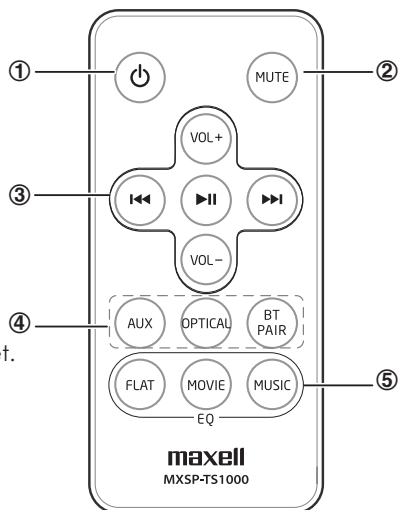 ① ②
MUTE
VOL+
③
VOL−
④
AUX OPTICAL BT PAIR
et.
FLAT MOVIE MUSIC ⑤
EQ
maxell
MXSP-TS1000